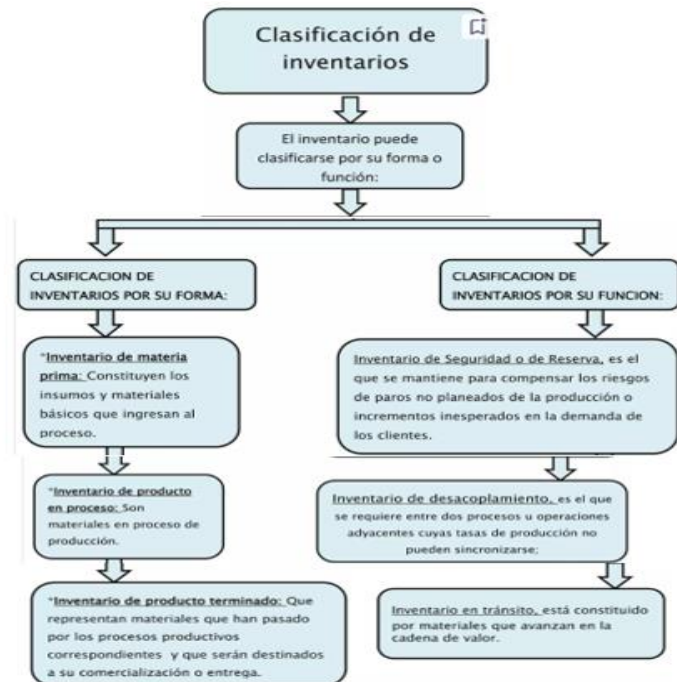 Clasificación de
inventarios
El inventario puede
clasificarse por su forma o
función:
CLASIFICACION DE
INVENTARIOS POR SU FORMA:
*Inventario de materia
prima: Constituyen los
insumos y materiales
básicos que ingresan al
proceso.
*Inventario de producto
en proceso: Son
materiales en proceso de
producción.
*Inventario de producto terminado: Que
representan materiales que han pasado
por los procesos productivos
correspondientes y que serán destinados
a su comercialización o entrega.
CLASIFICACION DE
INVENTARIOS POR SU FUNCION:
Inventario de Seguridad o de Reserva, es el
que se mantiene para compensar los riesgos
de paros no planeados de la producción o
incrementos inesperados en la demanda de
los clientes.
Inventario de desacoplamiento, es el que
se requiere entre dos procesos u operaciones
adyacentes cuyas tasas de producción no
pueden sincronizarse;
Inventario en tránsito, está constituido
por materiales que avanzan en la
cadena de valor.